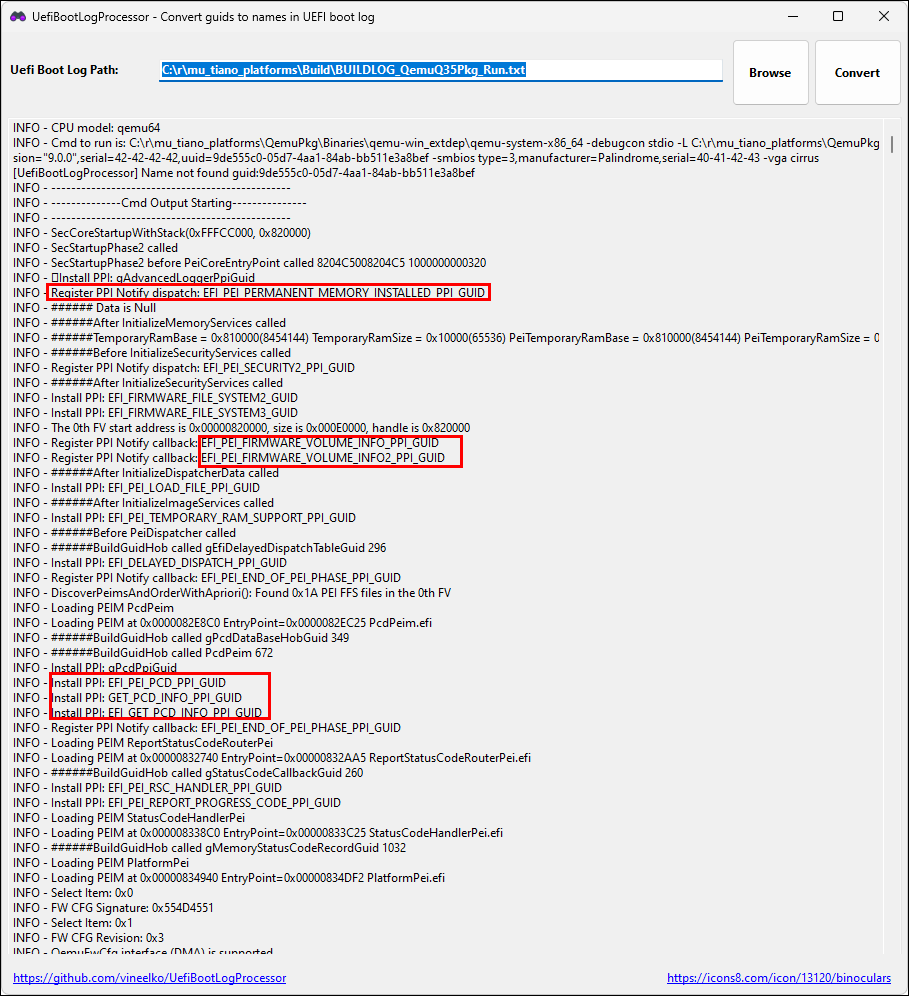 UefiBootLogProcessor - Convert guids to names in UEFI boot log
Uefi Boot Log Path:
C:\r\mu_tiano_platforms\Build\BUILDLOG_QemuQ35Pkg_Run.txt
Browse
Convert
INFO - CPU model: qemu64
INFO - Cmd to run is: C:\r\mu_tiano_platforms\QemuPkg\Binaries\qemu-win_extdep\qemu-system-x86_64 -debugcon stdio -L C:\r\mu_tiano_platforms\QemuPkg
sion="9.0.0",serial=42-42-42-42,uuid=9de555c0-05d7-4aa1-84ab-bb511e3a8bef -smbios type=3,manufacturer=Palindrome,serial=40-41-42-43 -vga cirrus
[UefiBootLogProcessor] Name not found guid:9de555c0-05d7-4aa1-84ab-bb511e3a8bef
INFO - ------------------------------------------------
INFO - --------------Cmd Output Starting---------------
INFO - ------------------------------------------------
INFO - SecCoreStartupWithStack(0xFFFCC000, 0x820000)
INFO - SecStartupPhase2 called
INFO - SecStartupPhase2 before PeiCoreEntryPoint called 8204C5008204C5 1000000000320
INFO - Install PPI: gAdvancedLoggerPpiGuid
INFO - Register PPI Notify dispatch: EFI_PEI_PERMANENT_MEMORY_INSTALLED_PPI_GUID
INFO - ###### Data is Null
INFO - ######After InitializeMemoryServices called
INFO - ######TemporaryRamBase = 0x810000(8454144) TemporaryRamSize = 0x10000(65536) PeiTemporaryRamBase = 0x810000(8454144) PeiTemporaryRamSize = 0
INFO - ######Before InitializeSecurityServices called
INFO - Register PPI Notify dispatch: EFI_PEI_SECURITY2_PPI_GUID
INFO - ######After InitializeSecurityServices called
INFO - Install PPI: EFI_FIRMWARE_FILE_SYSTEM2_GUID
INFO - Install PPI: EFI_FIRMWARE_FILE_SYSTEM3_GUID
INFO - The 0th FV start address is 0x00000820000, size is 0x000E0000, handle is 0x820000
INFO - Register PPI Notify callback: EFI_PEI_FIRMWARE_VOLUME_INFO_PPI_GUID
INFO - Register PPI Notify callback: EFI_PEI_FIRMWARE_VOLUME_INFO2_PPI_GUID
INFO - ######After InitializeDispatcherData called
INFO - Install PPI: EFI_PEI_LOAD_FILE_PPI_GUID
INFO - ######After InitializeImageServices called
INFO - Install PPI: EFI_PEI_TEMPORARY_RAM_SUPPORT_PPI_GUID
INFO - ######Before PeiDispatcher called
INFO - ######BuildGuidHob called gEfiDelayedDispatchTableGuid 296
INFO - Install PPI: EFI_DELAYED_DISPATCH_PPI_GUID
INFO - Register PPI Notify callback: EFI_PEI_END_OF_PEI_PHASE_PPI_GUID
INFO - DiscoverPeimsAndOrderWithApriori(): Found 0x1A PEI FFS files in the 0th FV
INFO - Loading PEIM PcdPeim
INFO - Loading PEIM at 0x0000082E8C0 EntryPoint=0x0000082EC25 PcdPeim.efi
INFO - ######BuildGuidHob called gPcdDataBaseHobGuid 349
INFO - ######BuildGuidHob called PcdPeim 672
INFO - Install PPI: gPcdPpiGuid
INFO - Install PPI: EFI_PEI_PCD_PPI_GUID
INFO - Install PPI: GET_PCD_INFO_PPI_GUID
INFO - Install PPI: EFI_GET_PCD_INFO_PPI_GUID
INFO - Register PPI Notify callback: EFI_PEI_END_OF_PEI_PHASE_PPI_GUID
INFO - Loading PEIM ReportStatusCodeRouterPei
INFO - Loading PEIM at 0x00000832740 EntryPoint=0x00000832AA5 ReportStatusCodeRouterPei.efi
INFO - ######BuildGuidHob called gStatusCodeCallbackGuid 260
INFO - Install PPI: EFI_PEI_RSC_HANDLER_PPI_GUID
INFO - Install PPI: EFI_PEI_REPORT_PROGRESS_CODE_PPI_GUID
INFO - Loading PEIM StatusCodeHandlerPei
INFO - Loading PEIM at 0x000008338C0 EntryPoint=0x00000833C25 StatusCodeHandlerPei.efi
INFO - ######BuildGuidHob called gMemoryStatusCodeRecordGuid 1032
INFO - Loading PEIM PlatformPei
INFO - Loading PEIM at 0x00000834940 EntryPoint=0x00000834DF2 PlatformPei.efi
INFO - Select Item: 0x0
INFO - FW CFG Signature: 0x554D4551
INFO - Select Item: 0x1
INFO - FW CFG Revision: 0x3
INFO - QemuFwCfg interface (DMA) is supported
https://github.com/vineelko/UefiBootLogProcessor
https://icons8.com/icon/13120/binoculars